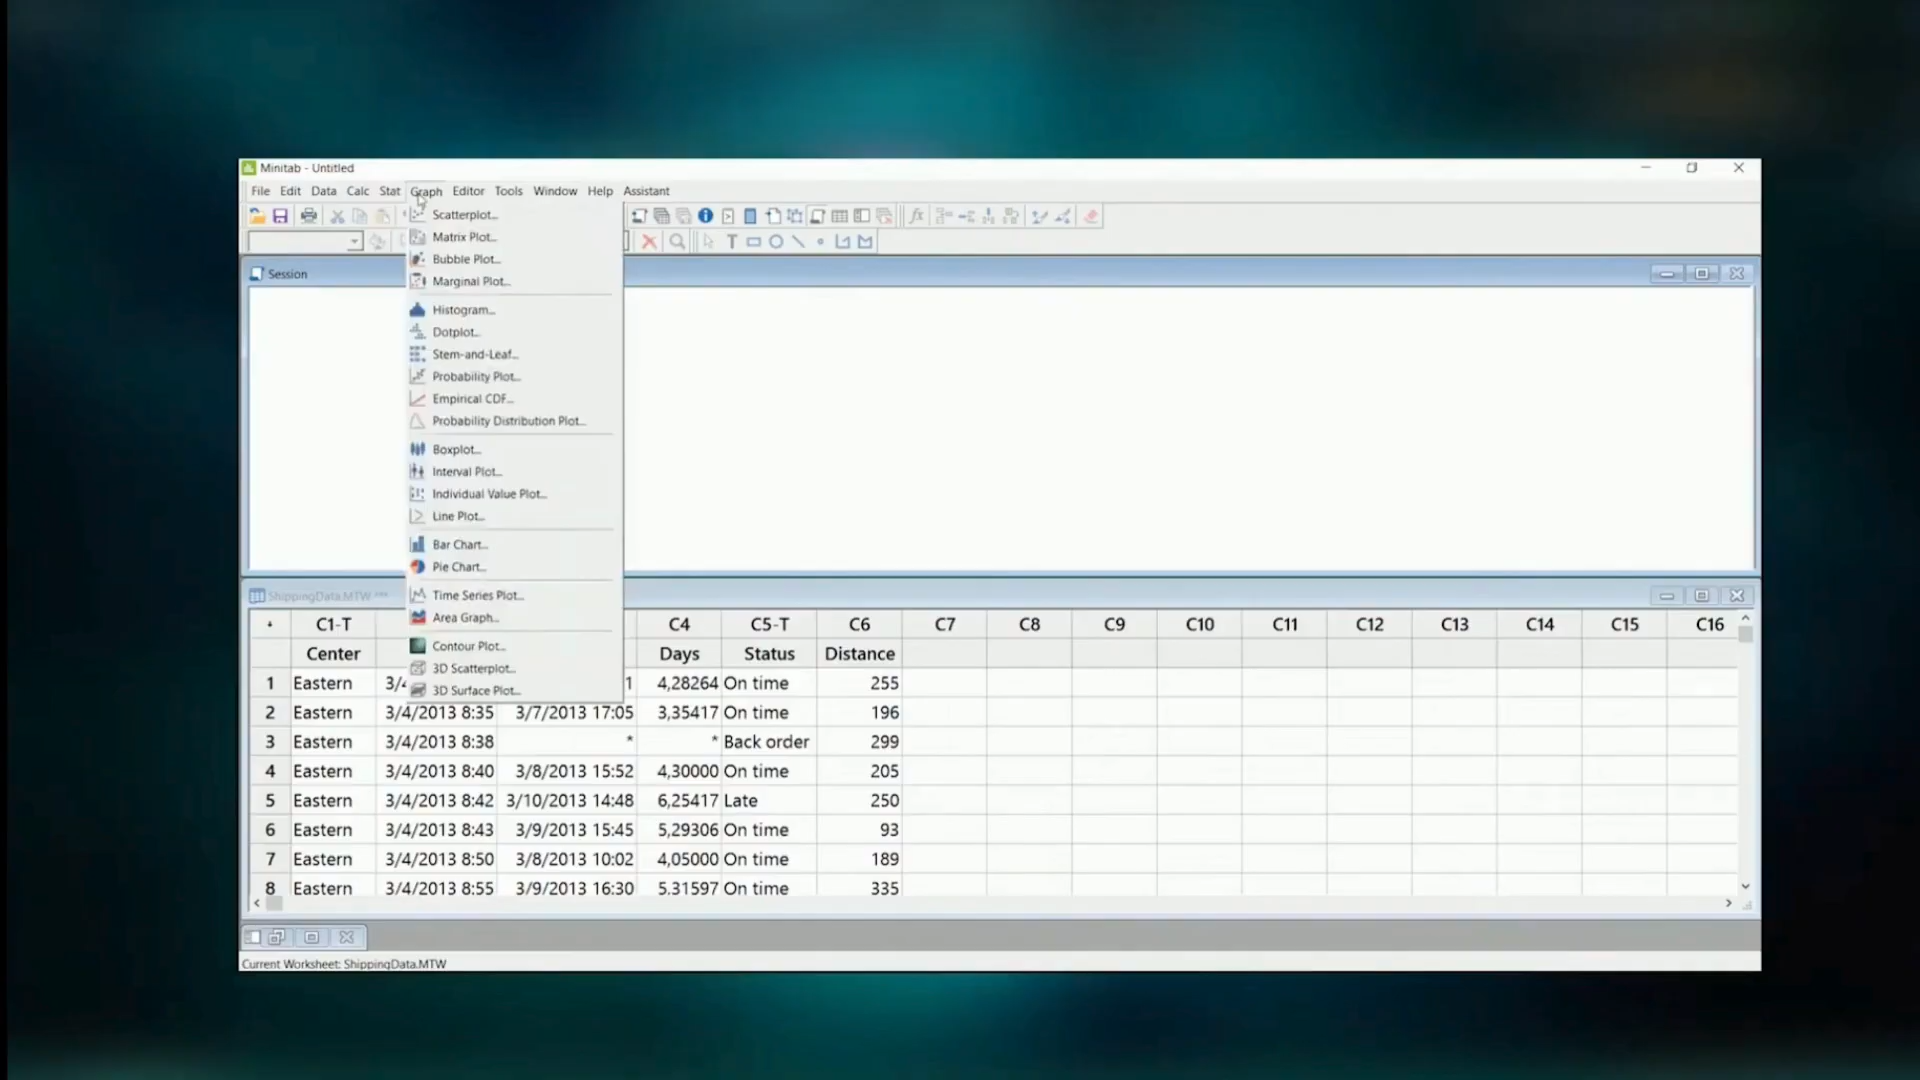 Minitab - Untitled
File Edit Data Calc Stat Graph Editor Tools Window Help Assistant
Scatterplot...
Matrix Plot...
Bubble Plot...
Marginal Plot...
Histogram...
Dotplot...
Stem-and-Leaf...
Probability Plot...
Empirical CDF...
Probability Distribution Plot...
Boxplot...
Interval Plot...
Individual Value Plot...
Line Plot...
Bar Chart...
Pie Chart...
Time Series Plot...
Area Graph...
Contour Plot...
3D Scatterplot...
3D Surface Plot...
Session
ShippingData.MTW ***
C1-T C4 C5-T C6 C7 C8 C9 C10 C11 C12 C13 C14 C15 C16
Center Days Status Distance
1 Eastern 3/4 1 4,28264 On time 255
2 Eastern 3/4/2013 8:35 3/7/2013 17:05 3,35417 On time 196
3 Eastern 3/4/2013 8:38 * * Back order 299
4 Eastern 3/4/2013 8:40 3/8/2013 15:52 4,30000 On time 205
5 Eastern 3/4/2013 8:42 3/10/2013 14:48 6,25417 Late 250
6 Eastern 3/4/2013 8:43 3/9/2013 15:45 5,29306 On time 93
7 Eastern 3/4/2013 8:50 3/8/2013 10:02 4,05000 On time 189
8 Eastern 3/4/2013 8:55 3/9/2013 16:30 5,31597 On time 335
Current Worksheet: ShippingData.MTW